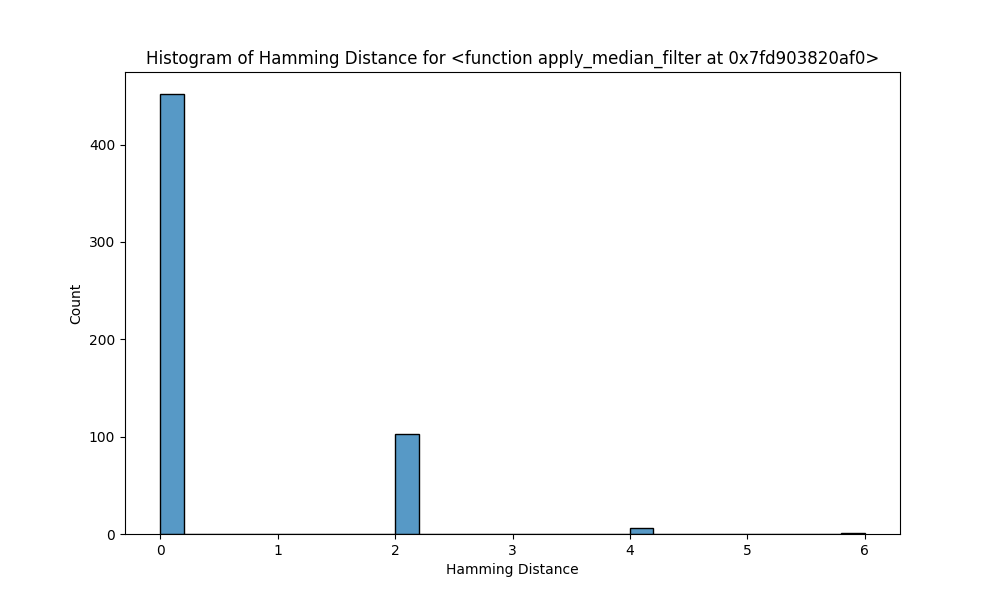 Histogram of Hamming Distance for <function apply_median_filter at 0x7fd903820af0>
400
300
200
100
0
Count
0 1 2 3 4 5 6
Hamming Distance